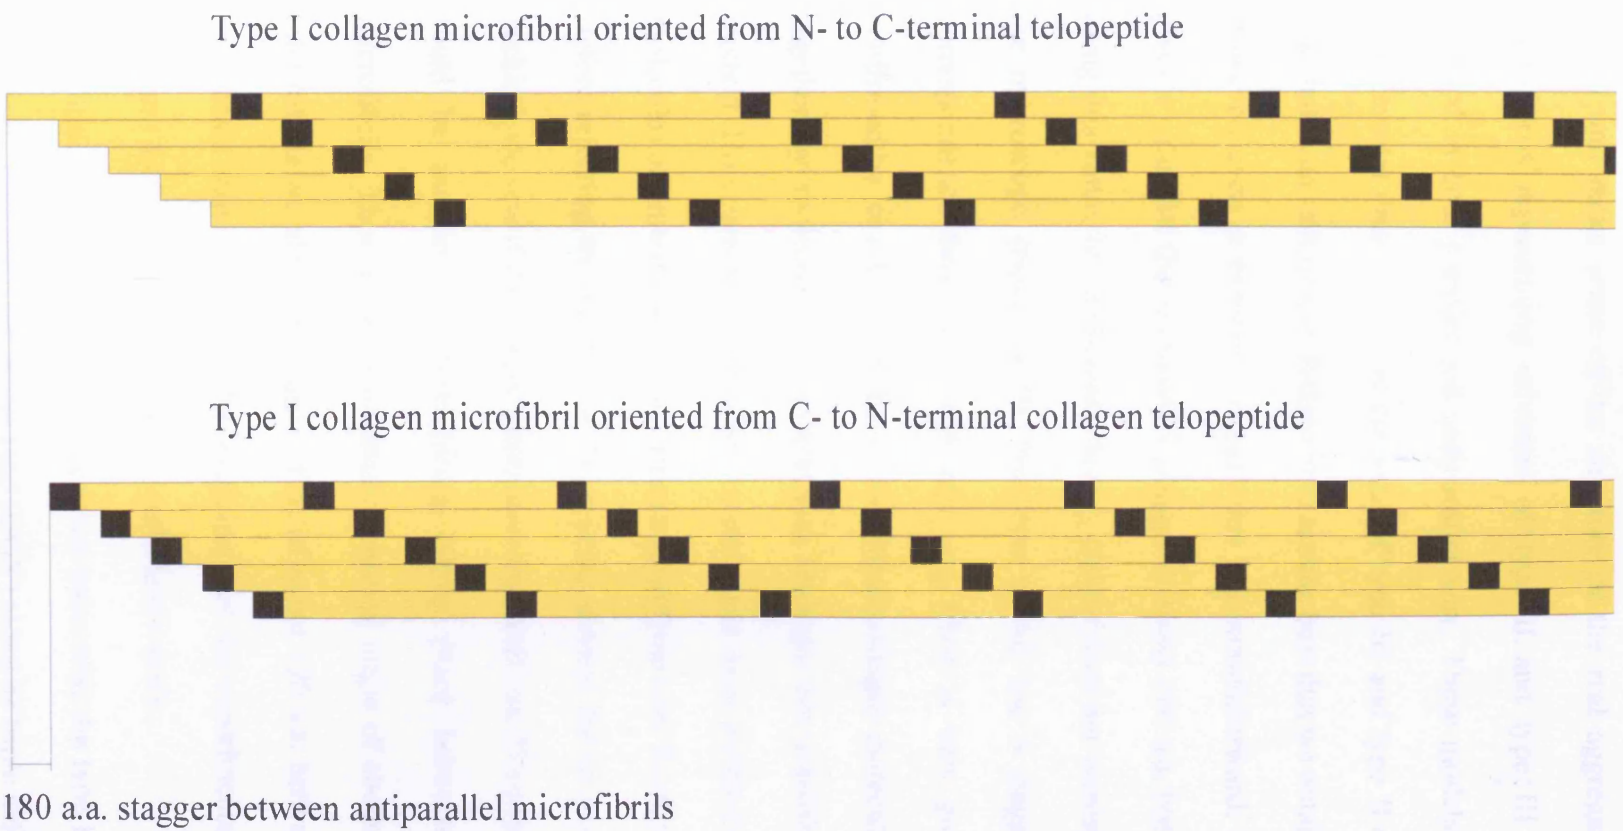 Type I collagen microfibril oriented from N- to C-terminal telopeptide
Type I collagen microfibril oriented from C- to N-terminal collagen telopeptide
180 a.a. stagger between antiparallel microfibrils